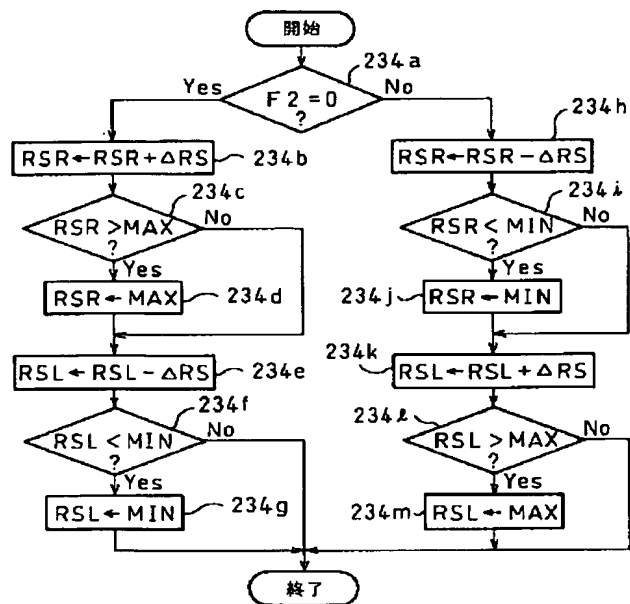 開始
234a
Yes
F2=0
?
No
234h
RSR←RSR+ΔRS
234b
RSR←RSR-ΔRS
234c
RSR>MAX
?
No
Yes
234i
RSR<MIN
?
No
Yes
RSR←MAX
234d
234j
RSR←MIN
RSL←RSL-ΔRS
234e
234k
RSL←RSL+ΔRS
234f
RSL<MIN
?
No
Yes
234l
RSL>MAX
?
No
Yes
RSL←MIN
234g
234m
RSL←MAX
終了